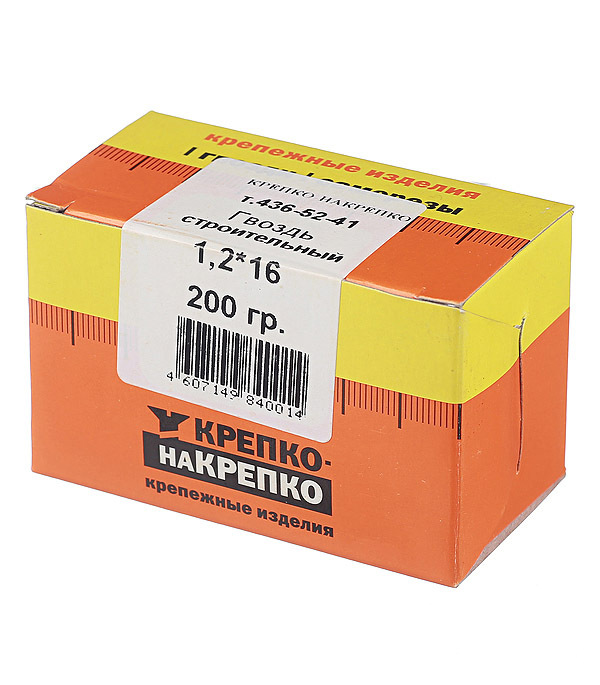 крепежные изделия
саморезы
КРЕПКО НАКРЕПКО
т.436-52-41
Гвоздь
строительный
1,2*16
200 гр.
4 607149 840014
КРЕПКО-
НАКРЕПКО
крепежные изделия